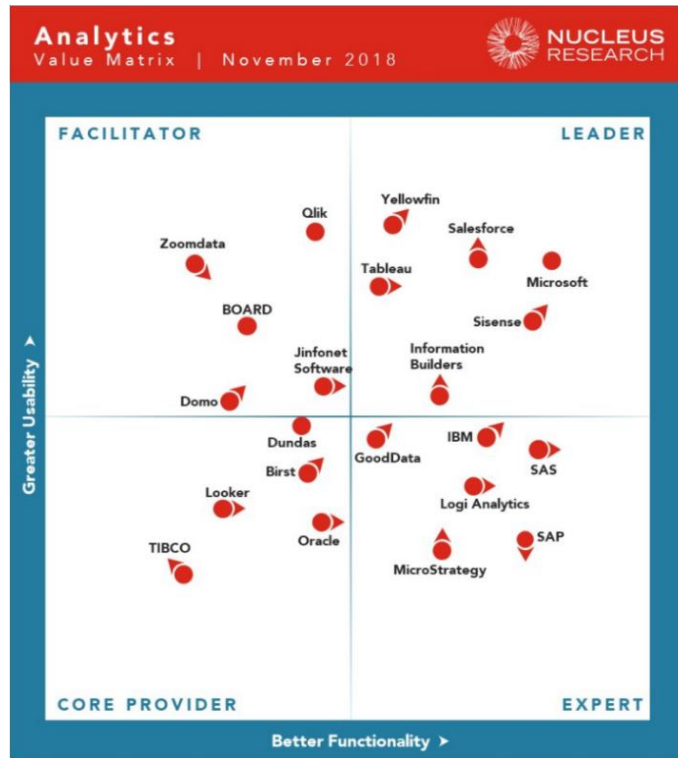 Analytics
Value Matrix | November 2018
NUCLEUS
RESEARCH
FACILITATOR
LEADER
Yellowfin
Qlik
Salesforce
Zoomdata
Tableau
Microsoft
BOARD
Sisense
Jinfonet
Software
Information
Builders
Domo
Greater Usability >
Dundas
GoodData
IBM
SAS
Birst
Looker
Logi Analytics
Oracle
SAP
TIBCO
MicroStrategy
CORE PROVIDER
EXPERT
Better Functionality >